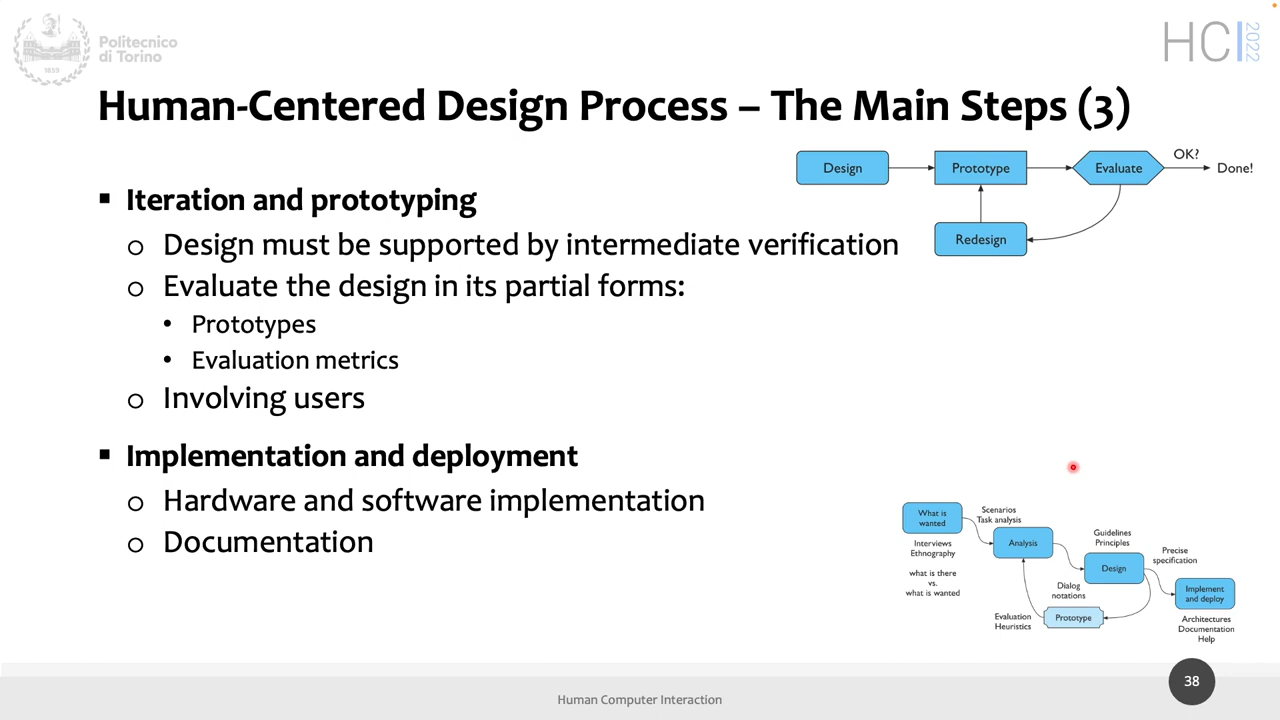 Politecnico
di Torino
1859
HCI 2022
Human-Centered Design Process – The Main Steps (3)
Design
Prototype
Evaluate
OK?
Done!
Redesign
▪ Iteration and prototyping
o Design must be supported by intermediate verification
o Evaluate the design in its partial forms:
• Prototypes
• Evaluation metrics
o Involving users
▪ Implementation and deployment
o Hardware and software implementation
o Documentation
What is
wanted
Interviews
Ethnography
what is there
vs.
what is wanted
Scenarios
Task analysis
Analysis
Guidelines
Principles
Design
Dialog
notations
Precise
specification
Implement
and deploy
Architectures
Documentation
Help
Evaluation
Heuristics
Prototype
Human Computer Interaction
38